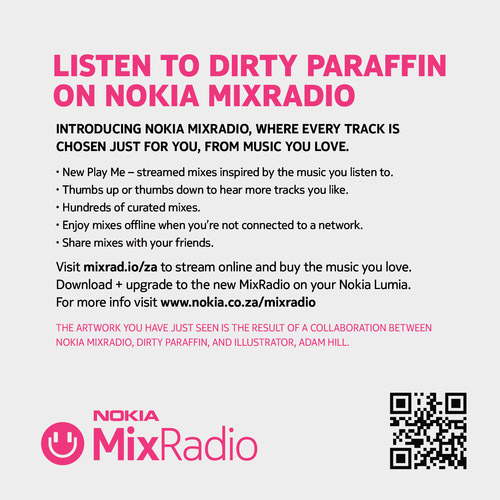 LISTEN TO DIRTY PARAFFIN
ON NOKIA MIXRADIO
INTRODUCING NOKIA MIXRADIO, WHERE EVERY TRACK IS
CHOSEN JUST FOR YOU, FROM MUSIC YOU LOVE.
• New Play Me – streamed mixes inspired by the music you listen to.
• Thumbs up or thumbs down to hear more tracks you like.
• Hundreds of curated mixes.
• Enjoy mixes offline when you're not connected to a network.
• Share mixes with your friends.
Visit mixrad.io/za to stream online and buy the music you love.
Download + upgrade to the new MixRadio on your Nokia Lumia.
For more info visit www.nokia.co.za/mixradio
THE ARTWORK YOU HAVE JUST SEEN IS THE RESULT OF A COLLABORATION BETWEEN
NOKIA MIXRADIO, DIRTY PARAFFIN, AND ILLUSTRATOR, ADAM HILL.
NOKIA
MixRadio